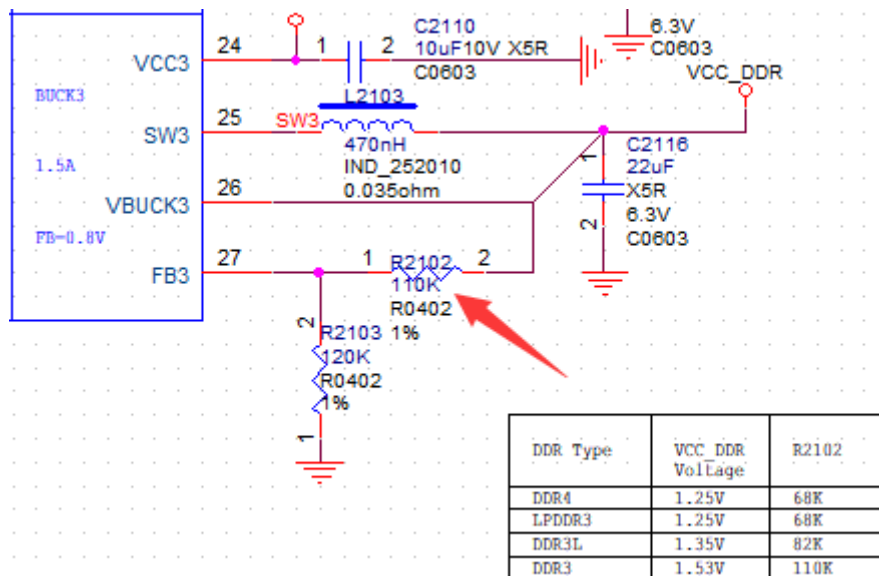 24
VCC3
1
2
C2110
10uF10V X5R
C0603
6.3V
C0603
VCC_DDR
BUCK3
L2103
25
SW3
SW3
470nH
IND_252010
0.035ohm
1.5A
C2116
22uF
X5R
6.3V
C0603
1
2
26
VBUCK3
FB=0.8V
27
FB3
1
R2102
2
110K
R0402
1%
2
R2103
120K
R0402
1%
1
DDR Type VCC_DDR Voltage R2102
DDR4 1.25V 68K
LPDDR3 1.25V 68K
DDR3L 1.35V 82K
DDR3 1.53V 110K